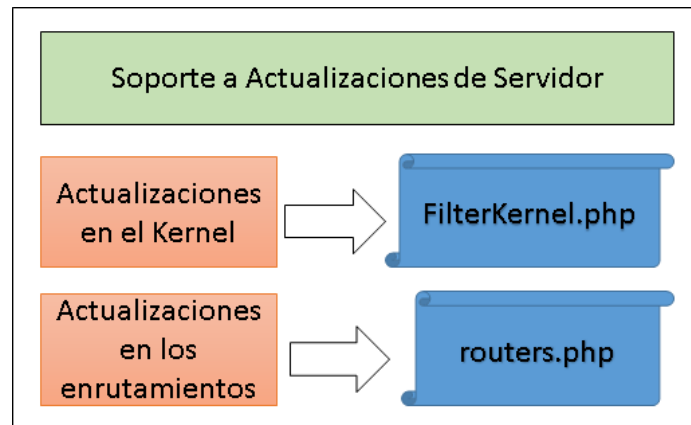 Soporte a Actualizaciones de Servidor
Actualizaciones
en el Kernel
FilterKernel.php
Actualizaciones
en los
enrutamientos
routers.php